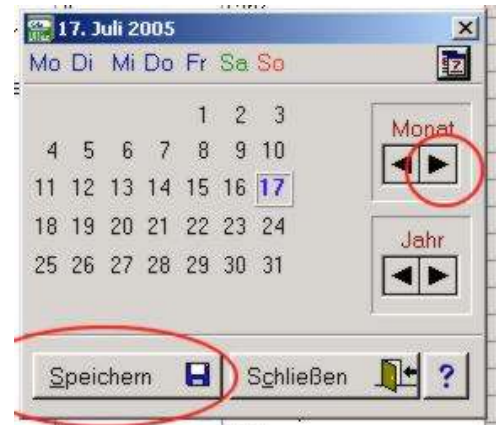 17. Juli 2005
Mo Di Mi Do Fr Sa So
1 2 3
4 5 6 7 8 9 10
11 12 13 14 15 16 17
18 19 20 21 22 23 24
25 26 27 28 29 30 31
Monat
Jahr
Speichern
Schließen
?